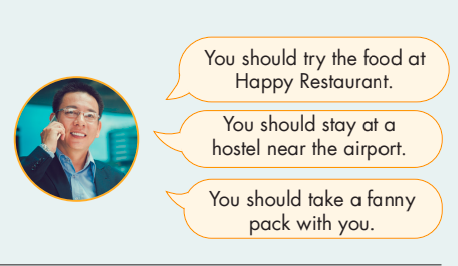 You should try the food at
Happy Restaurant.
You should stay at a
hostel near the airport.
You should take a fanny
pack with you.